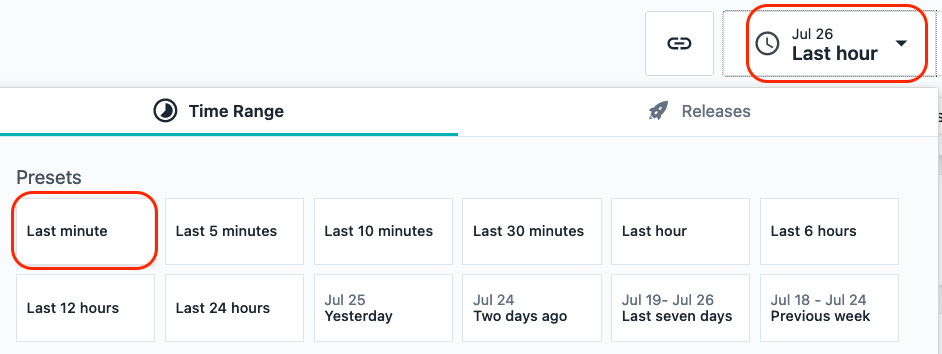 Jul 26
Last hour
Time Range
Releases
Presets
Last minute
Last 5 minutes
Last 10 minutes
Last 30 minutes
Last hour
Last 6 hours
Last 12 hours
Last 24 hours
Jul 25
Yesterday
Jul 24
Two days ago
Jul 19- Jul 26
Last seven days
Jul 18 - Jul 24
Previous week